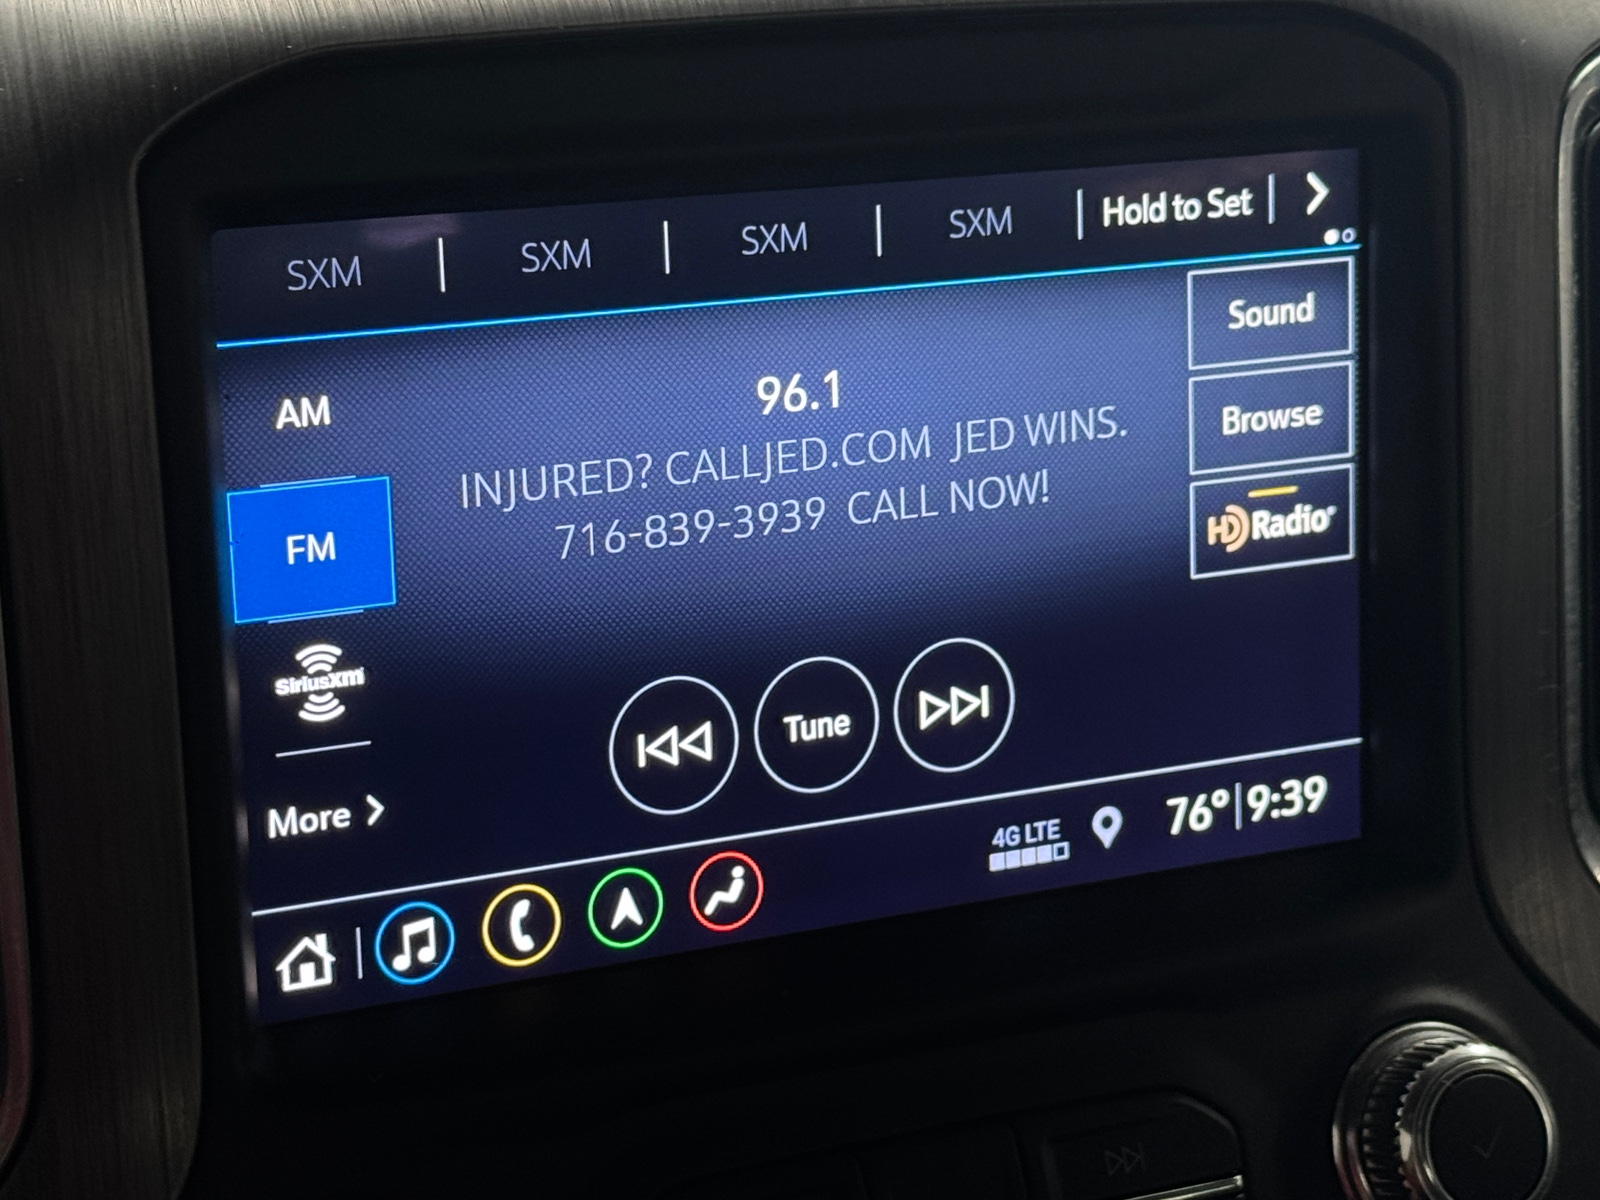 SXM | SXM | SXM | SXM | Hold to Set |
Sound
AM
96.1
Browse
INJURED? CALLJED.COM JED WINS.
716-839-3939 CALL NOW!
FM
HD Radio
SiriusXm
Tune
More
4G LTE
76° | 9:39